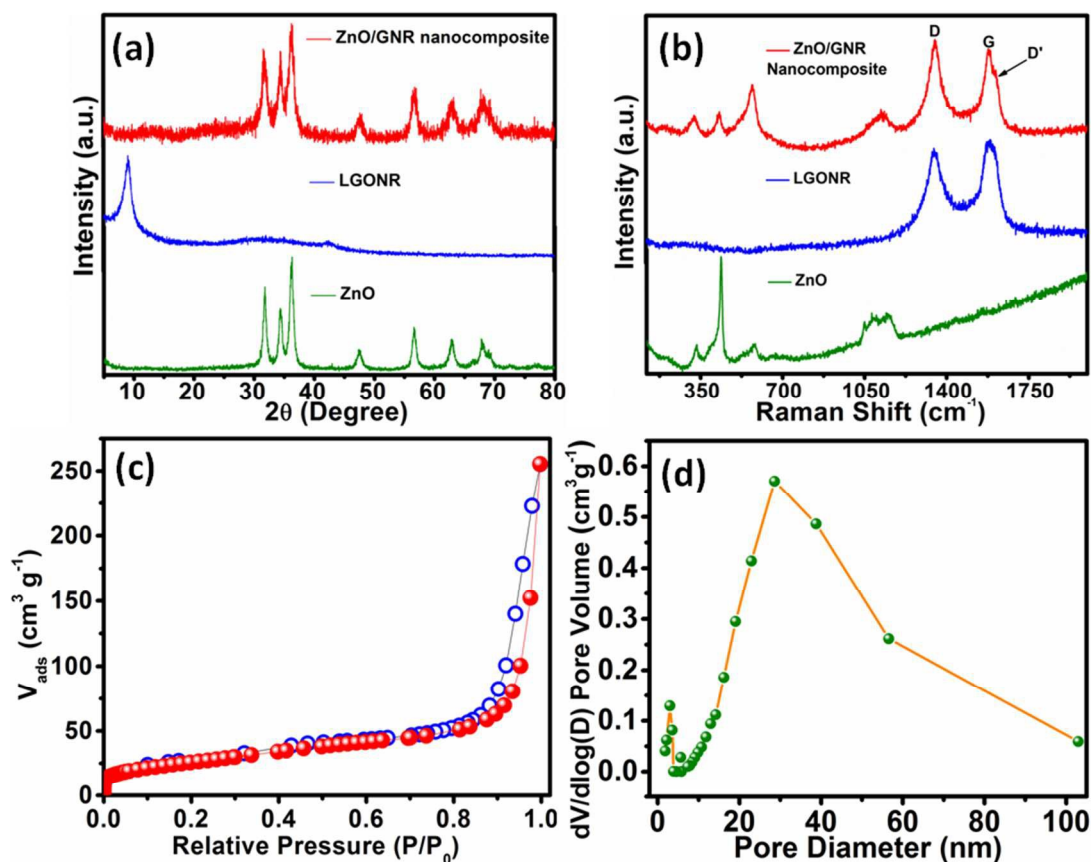 (a)
ZnO/GNR nanocomposite
LGONR
ZnO
Intensity (a.u.)
10 20 30 40 50 60 70 80
2θ (Degree)
(b)
D
G
D'
ZnO/GNR
Nanocomposite
LGONR
ZnO
Intensity (a.u.)
350 700 1050 1400 1750
Raman Shift (cm⁻¹)
(c)
250
200
150
100
50
0
V_ads (cm³ g⁻¹)
0.0 0.2 0.4 0.6 0.8 1.0
Relative Pressure (P/P₀)
(d)
0.6
0.5
0.4
0.3
0.2
0.1
0.0
dV/dlog(D) Pore Volume (cm³g⁻¹)
0 20 40 60 80 100
Pore Diameter (nm)